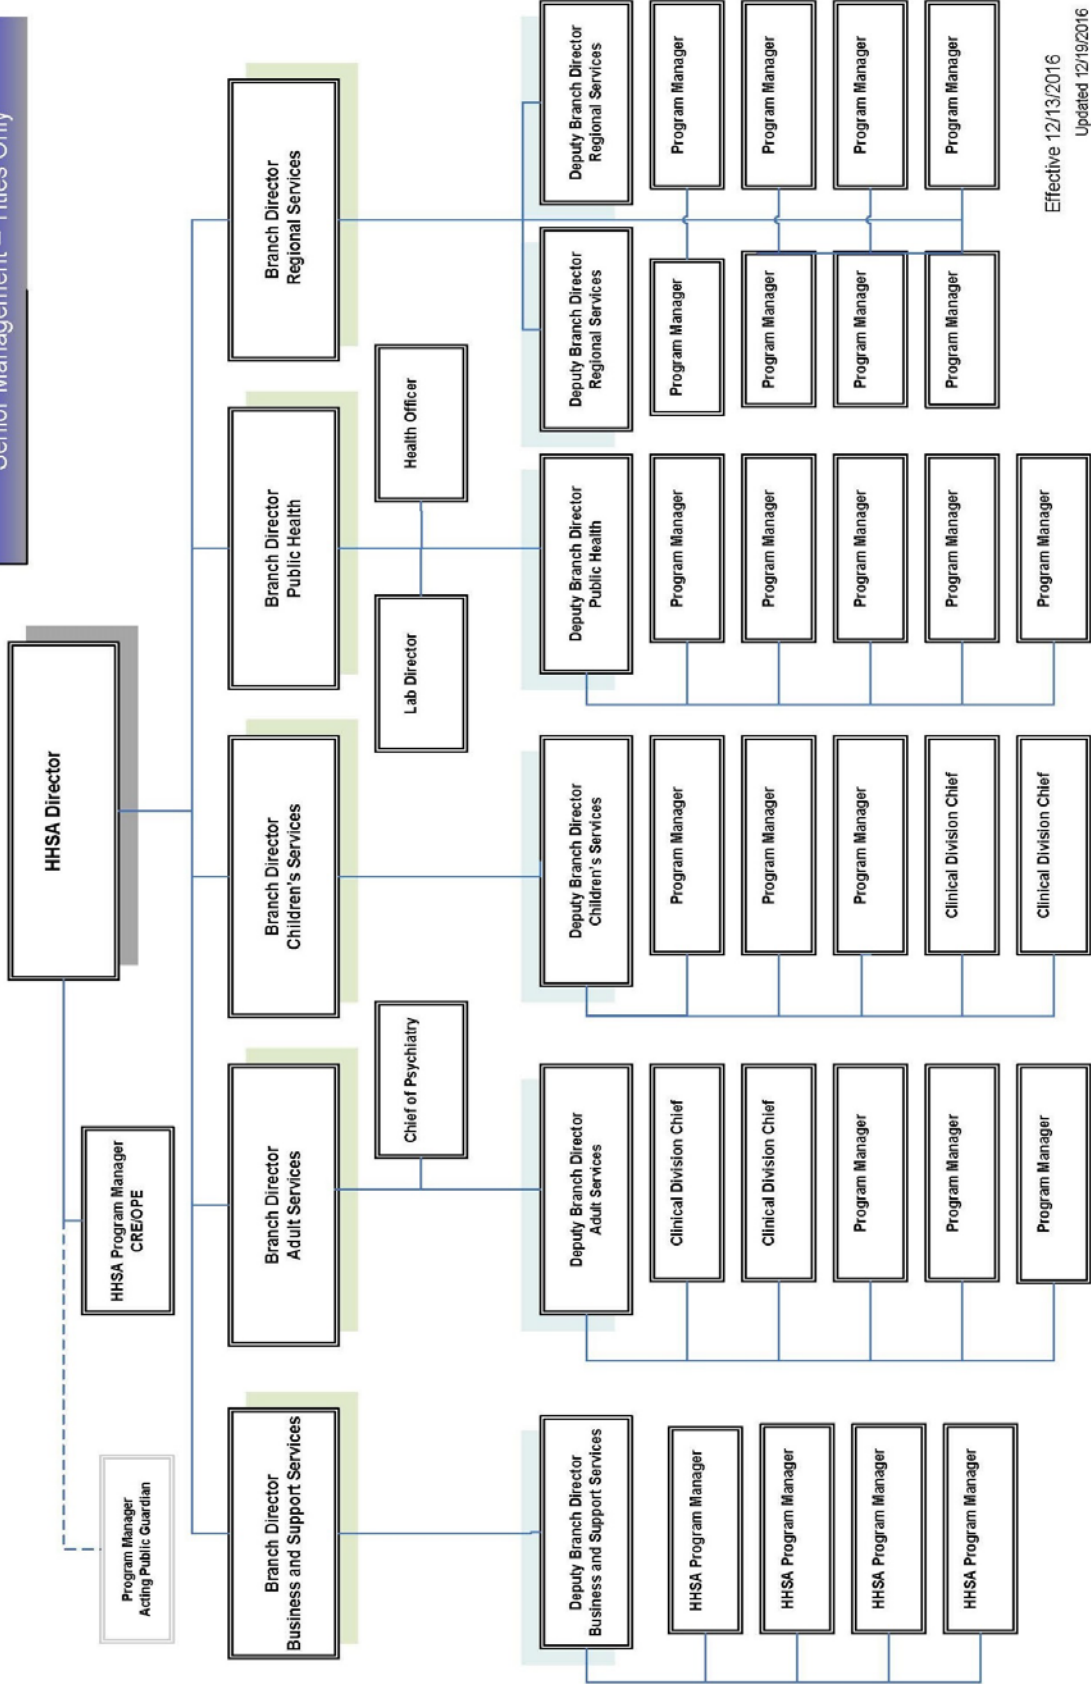 Senior Management – Titles Only
HHSA Director
Program Manager
Acting Public Guardian
HHSA Program Manager
CRE/OPE
Branch Director
Business and Support Services
Branch Director
Adult Services
Branch Director
Children's Services
Branch Director
Public Health
Branch Director
Regional Services
Chief of Psychiatry
Lab Director
Health Officer
Deputy Branch Director
Business and Support Services
HHSA Program Manager
HHSA Program Manager
HHSA Program Manager
HHSA Program Manager
Deputy Branch Director
Adult Services
Clinical Division Chief
Clinical Division Chief
Program Manager
Program Manager
Program Manager
Deputy Branch Director
Children's Services
Program Manager
Program Manager
Program Manager
Clinical Division Chief
Clinical Division Chief
Deputy Branch Director
Public Health
Program Manager
Program Manager
Program Manager
Program Manager
Program Manager
Deputy Branch Director
Regional Services
Program Manager
Program Manager
Program Manager
Program Manager
Deputy Branch Director
Regional Services
Program Manager
Program Manager
Program Manager
Program Manager
Effective 12/13/2016
Updated 12/19/2016